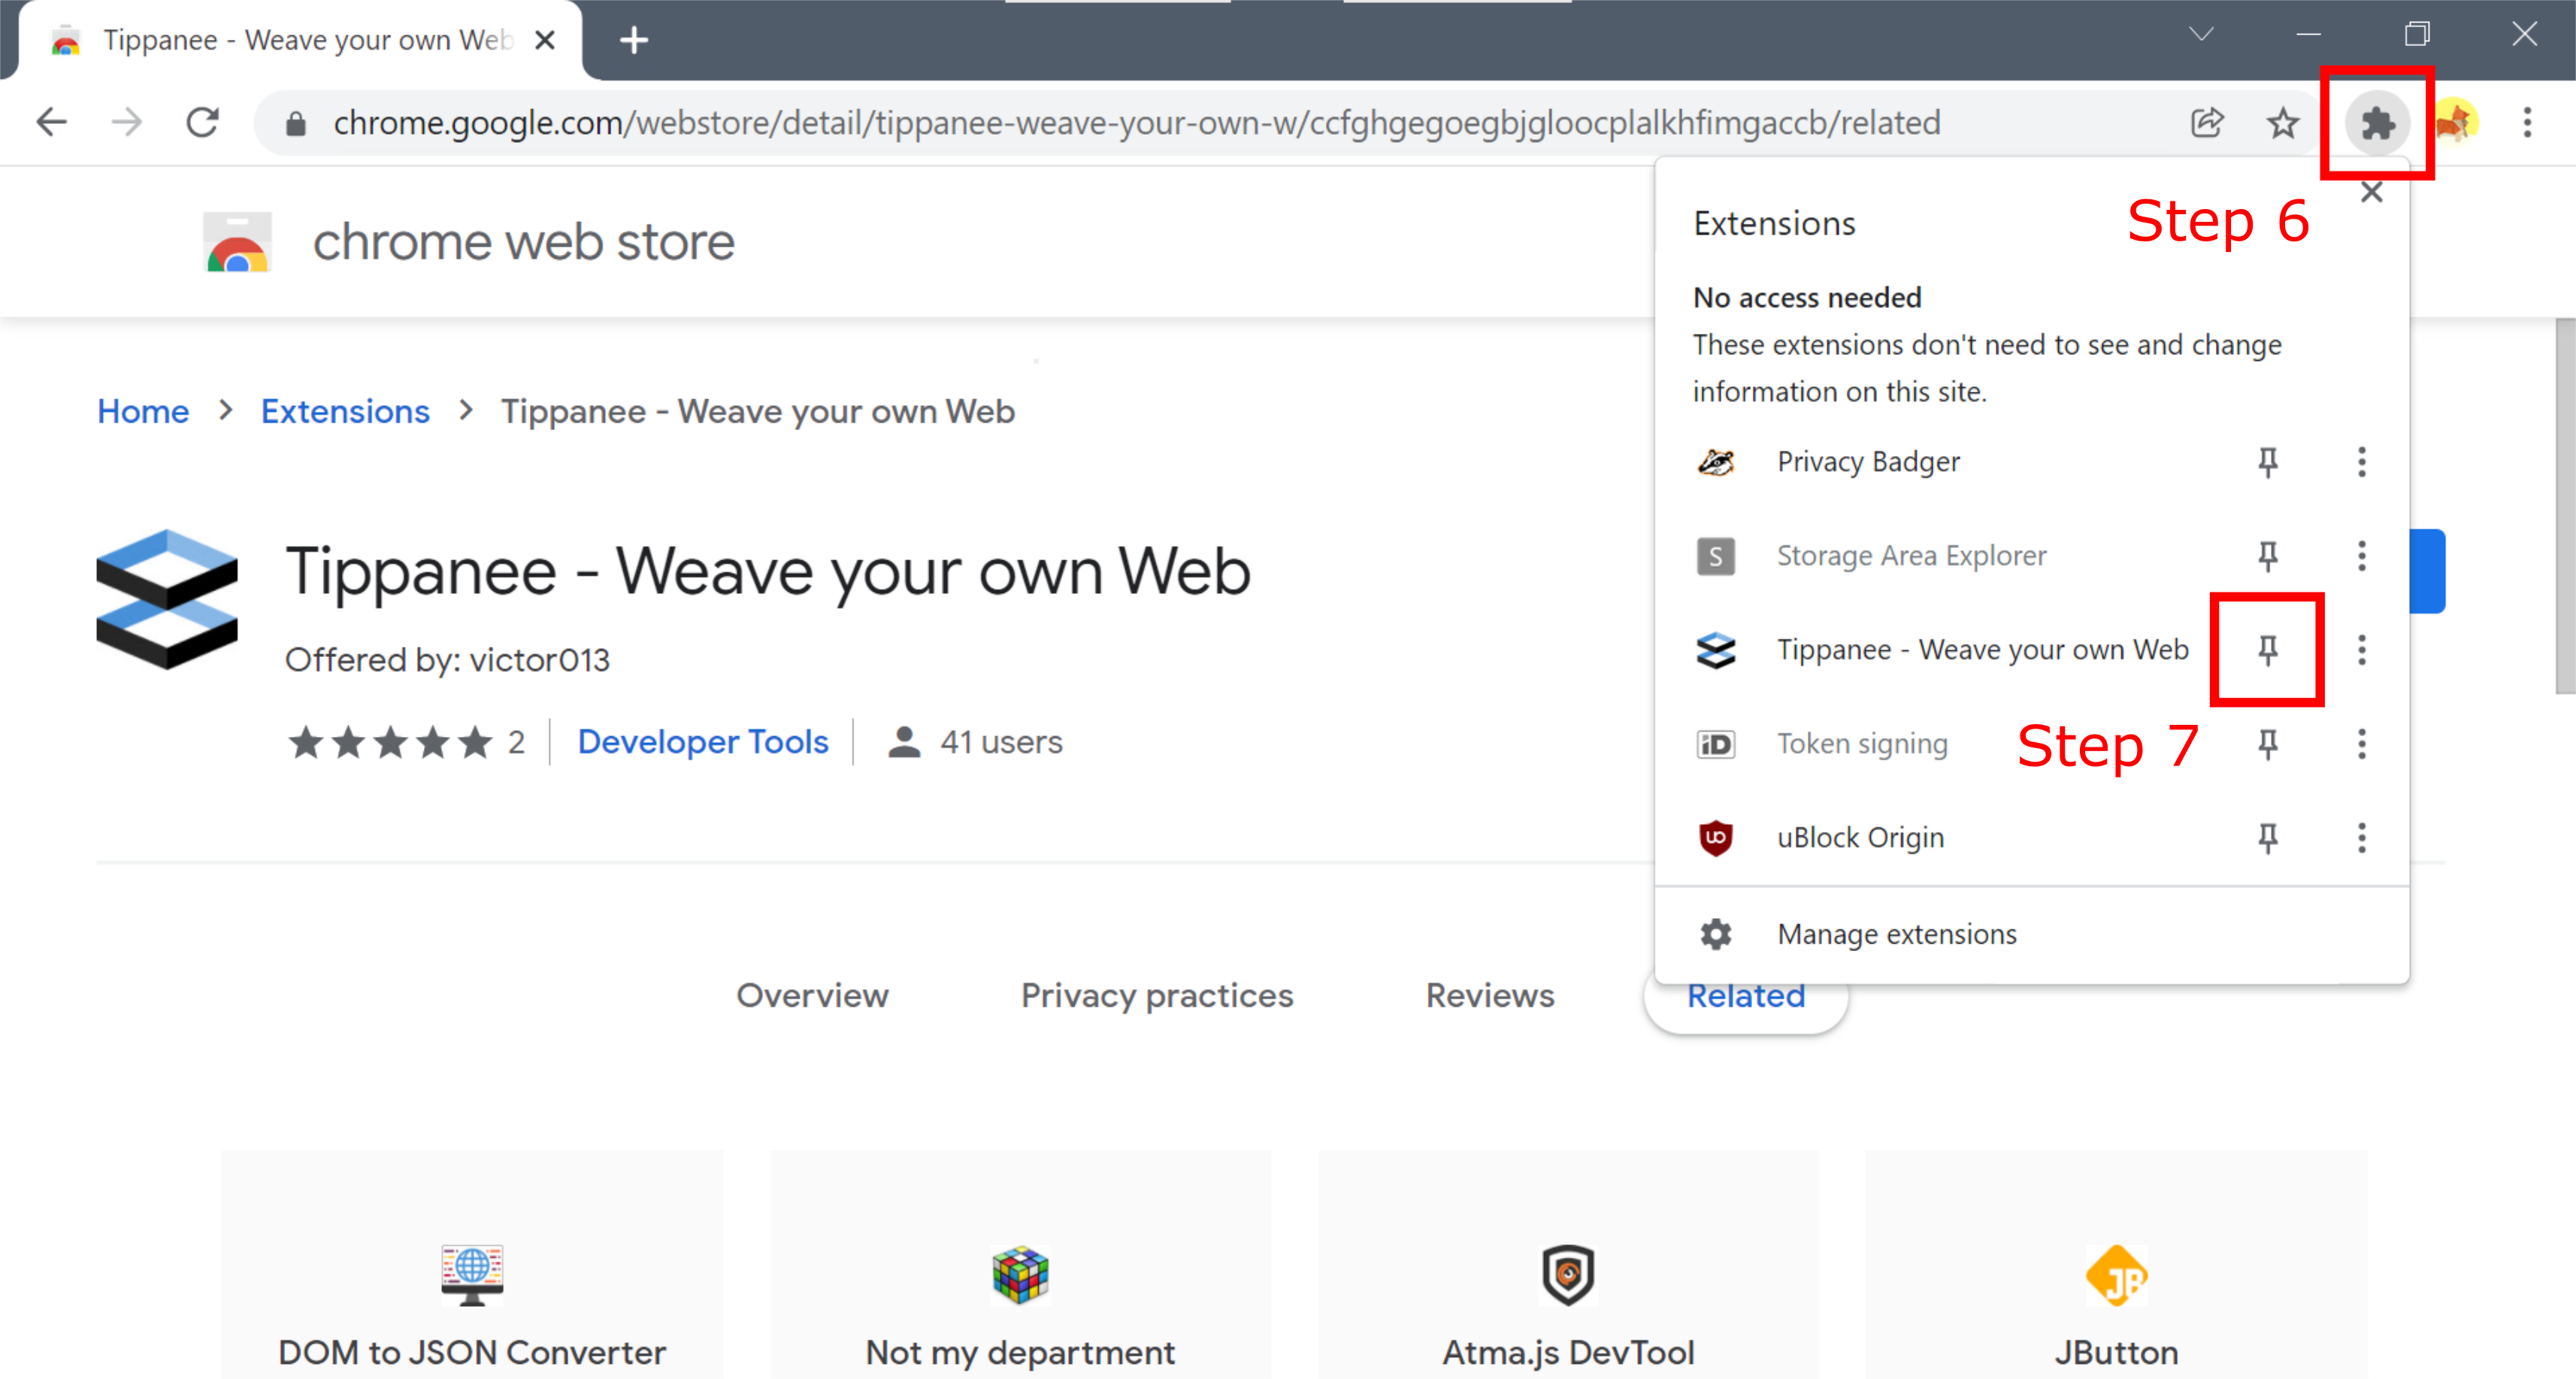 Tippanee - Weave your own Web
chrome.google.com/webstore/detail/tippanee-weave-your-own-w/ccfghgegoegbjgloocplalkhfimgaccb/related
chrome web store
Home > Extensions > Tippanee - Weave your own Web
Tippanee - Weave your own Web
Offered by: victor013
2
Developer Tools
41 users
Extensions
Step 6
No access needed
These extensions don't need to see and change
information on this site.
Privacy Badger
S
Storage Area Explorer
Tippanee - Weave your own Web
iD
Token signing
Step 7
uBlock Origin
Manage extensions
Overview
Privacy practices
Reviews
Related
DOM to JSON Converter
Not my department
Atma.js DevTool
JB
JButton